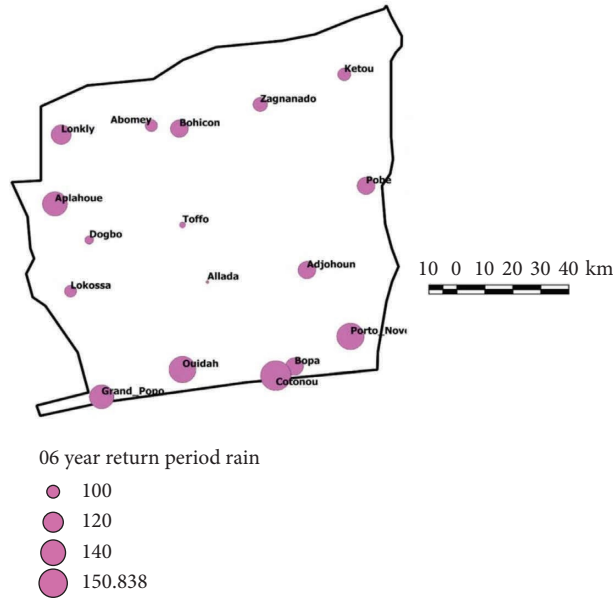 Ketou
Zagnanado
Abomey
Bohicon
Lonkly
Pobe
Aplahoue
Toffo
Dogbo
Adjohoun
Allada
Lokossa
10 0 10 20 30 40 km
Porto_Novo
Ouidah
Bopa
Cotonou
Grand_Popo
06 year return period rain
100
120
140
150.838